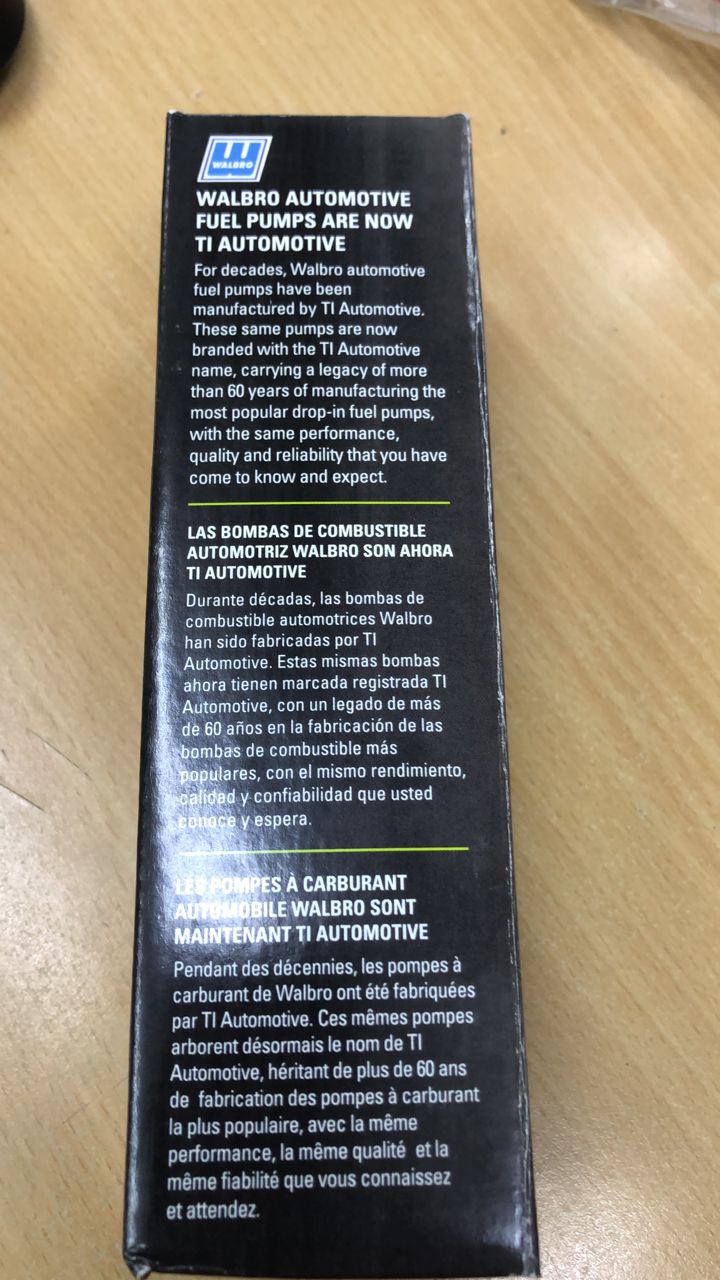 WALBRO
WALBRO AUTOMOTIVE
FUEL PUMPS ARE NOW
TI AUTOMOTIVE
For decades, Walbro automotive
fuel pumps have been
manufactured by TI Automotive.
These same pumps are now
branded with the TI Automotive
name, carrying a legacy of more
than 60 years of manufacturing the
most popular drop-in fuel pumps,
with the same performance,
quality and reliability that you have
come to know and expect.
LAS BOMBAS DE COMBUSTIBLE
AUTOMOTRIZ WALBRO SON AHORA
TI AUTOMOTIVE
Durante décadas, las bombas de
combustible automotrices Walbro
han sido fabricadas por TI
Automotive. Estas mismas bombas
ahora tienen marcada registrada TI
Automotive, con un legado de más
de 60 años en la fabricación de las
bombas de combustible más
populares, con el mismo rendimiento,
calidad y confiabilidad que usted
conoce y espera.
LES POMPES À CARBURANT
AUTOMOBILE WALBRO SONT
MAINTENANT TI AUTOMOTIVE
Pendant des décennies, les pompes à
carburant de Walbro ont été fabriquées
par TI Automotive. Ces mêmes pompes
arborent désormais le nom de TI
Automotive, héritant de plus de 60 ans
de fabrication des pompes à carburant
la plus populaire, avec la même
performance, la même qualité et la
même fiabilité que vous connaissez
et attendez.